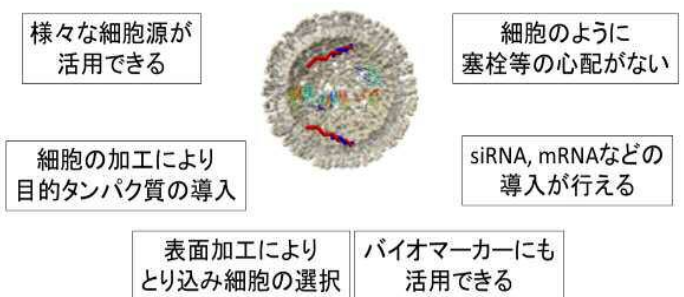 様々な細胞源が
活用できる
細胞のように
塞栓等の心配がない
細胞の加工により
目的タンパク質の導入
siRNA, mRNAなどの
導入が行える
表面加工により
とり込み細胞の選択
バイオマーカーにも
活用できる